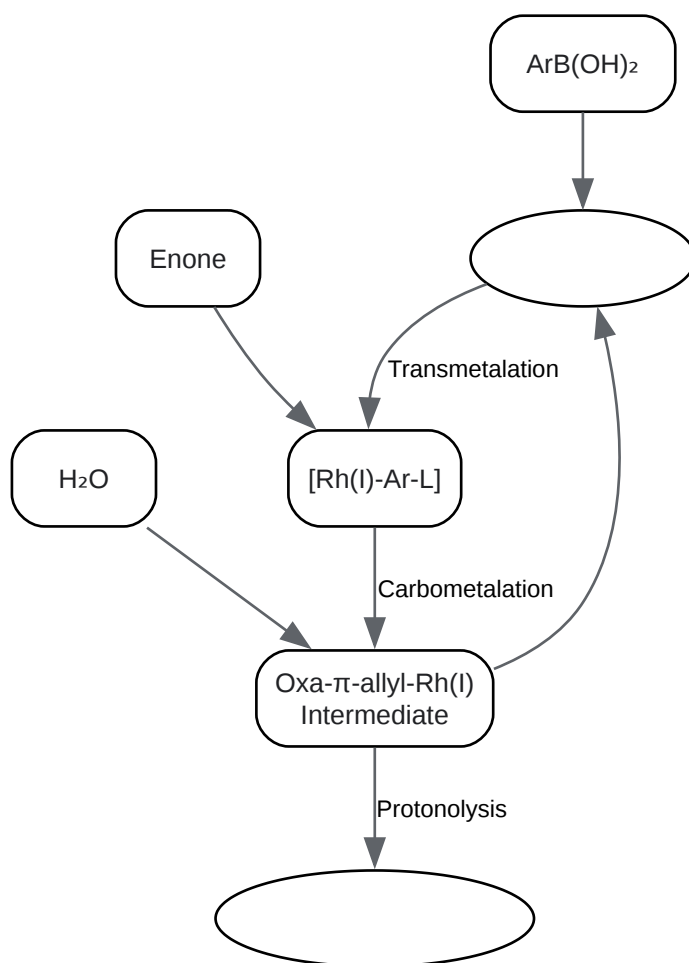 ArB(OH)₂
Enone
Transmetalation
H₂O
[Rh(I)-Ar-L]
Carbometalation
Oxa-π-allyl-Rh(I)
Intermediate
Protonolysis